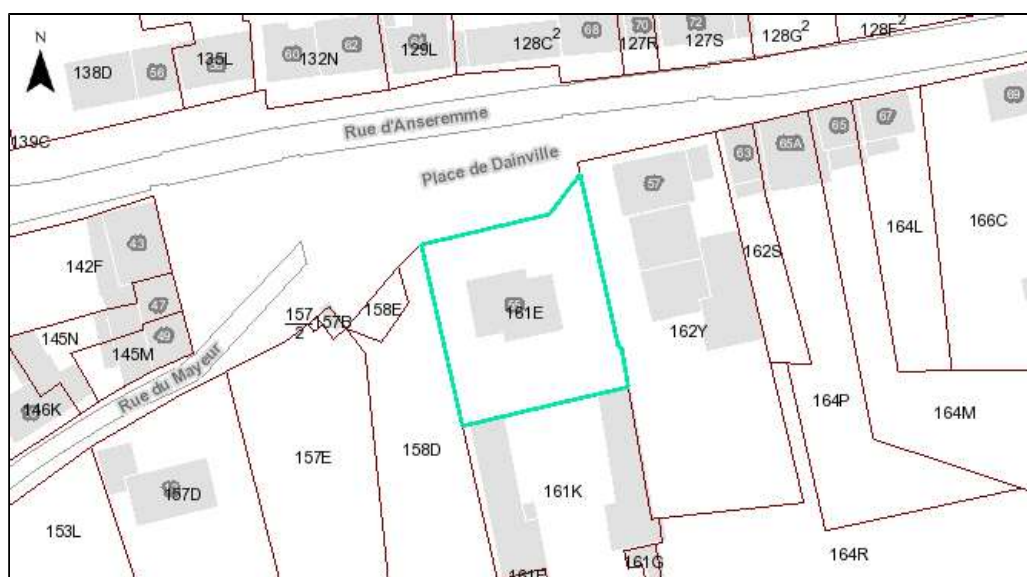 N
138D
56
135L
60
132N
62
129L
128C²
68
70
127R
72
127S
128G²
128F²
139C
Rue d'Anseremme
Place de Dainville
57
63
65A
65
67
69
43
142F
47
49
145N
145M
146K
Rue du Mayeur
157
2
157B
158E
161E
162S
162Y
164L
166C
164P
164M
157E
158D
157D
161K
153L
161G
164R